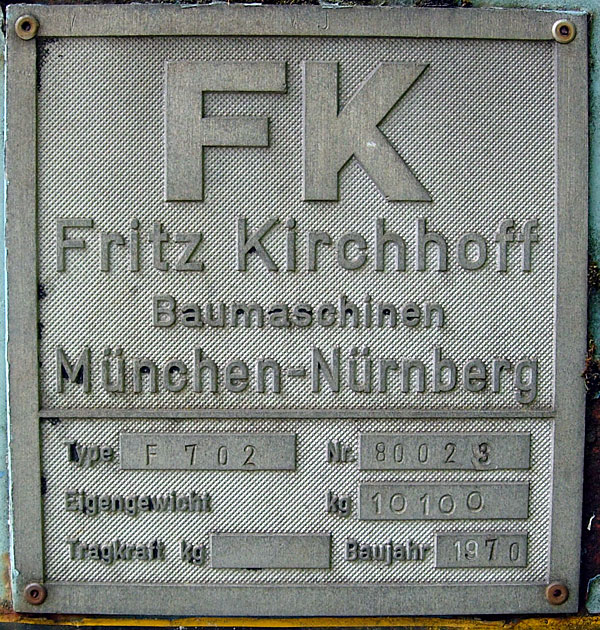 FK
Fritz Kirchhoff
Baumaschinen
München-Nürnberg
Type F 702 Nr. 80023
Eigengewicht kg 10100
Tragkraft kg Baujahr 1970